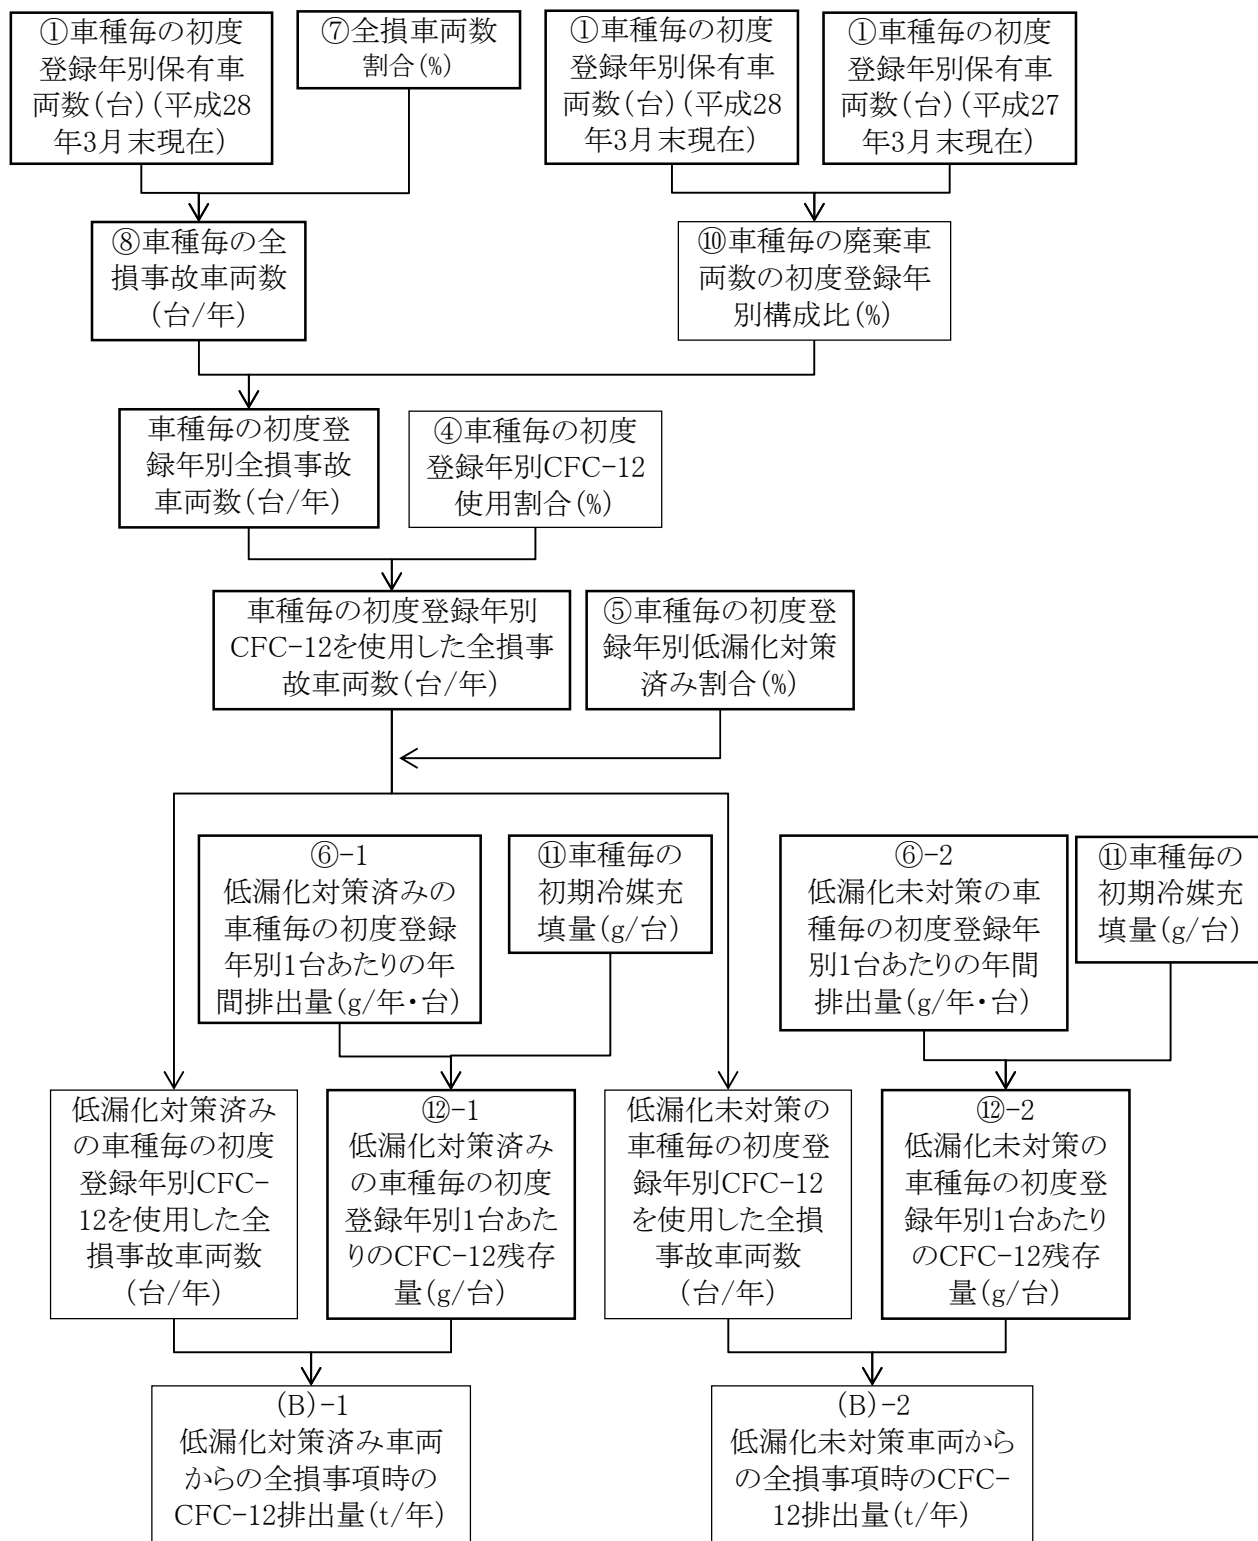 ①車種毎の初度
登録年別保有車
両数(台)(平成28
年3月末現在)
⑦全損車両数
割合(%)
①車種毎の初度
登録年別保有車
両数(台)(平成28
年3月末現在)
①車種毎の初度
登録年別保有車
両数(台)(平成27
年3月末現在)
⑧車種毎の全
損事故車両数
(台/年)
⑩車種毎の廃棄車
両数の初度登録年
別構成比(%)
車種毎の初度登
録年別全損事故
車両数(台/年)
④車種毎の初度
登録年別CFC-12
使用割合(%)
車種毎の初度登録年別
CFC-12を使用した全損事
故車両数(台/年)
⑤車種毎の初度登
録年別低漏化対策
済み割合(%)
⑥-1
低漏化対策済みの
車種毎の初度登録
年別1台あたりの年
間排出量(g/年・台)
⑪車種毎の
初期冷媒充
填量(g/台)
⑥-2
低漏化未対策の車
種毎の初度登録年
別1台あたりの年間
排出量(g/年・台)
⑪車種毎の
初期冷媒充
填量(g/台)
低漏化対策済み
の車種毎の初度
登録年別CFC-
12を使用した全
損事故車両数
(台/年)
⑫-1
低漏化対策済み
の車種毎の初度
登録年別1台あた
りのCFC-12残存
量(g/台)
低漏化未対策の
車種毎の初度登
録年別CFC-12
を使用した全損
事故車両数
(台/年)
⑫-2
低漏化未対策の
車種毎の初度登
録年別1台あたり
のCFC-12残存
量(g/台)
(B)-1
低漏化対策済み車両
からの全損事項時の
CFC-12排出量(t/年)
(B)-2
低漏化未対策車両から
の全損事項時のCFC-
12排出量(t/年)